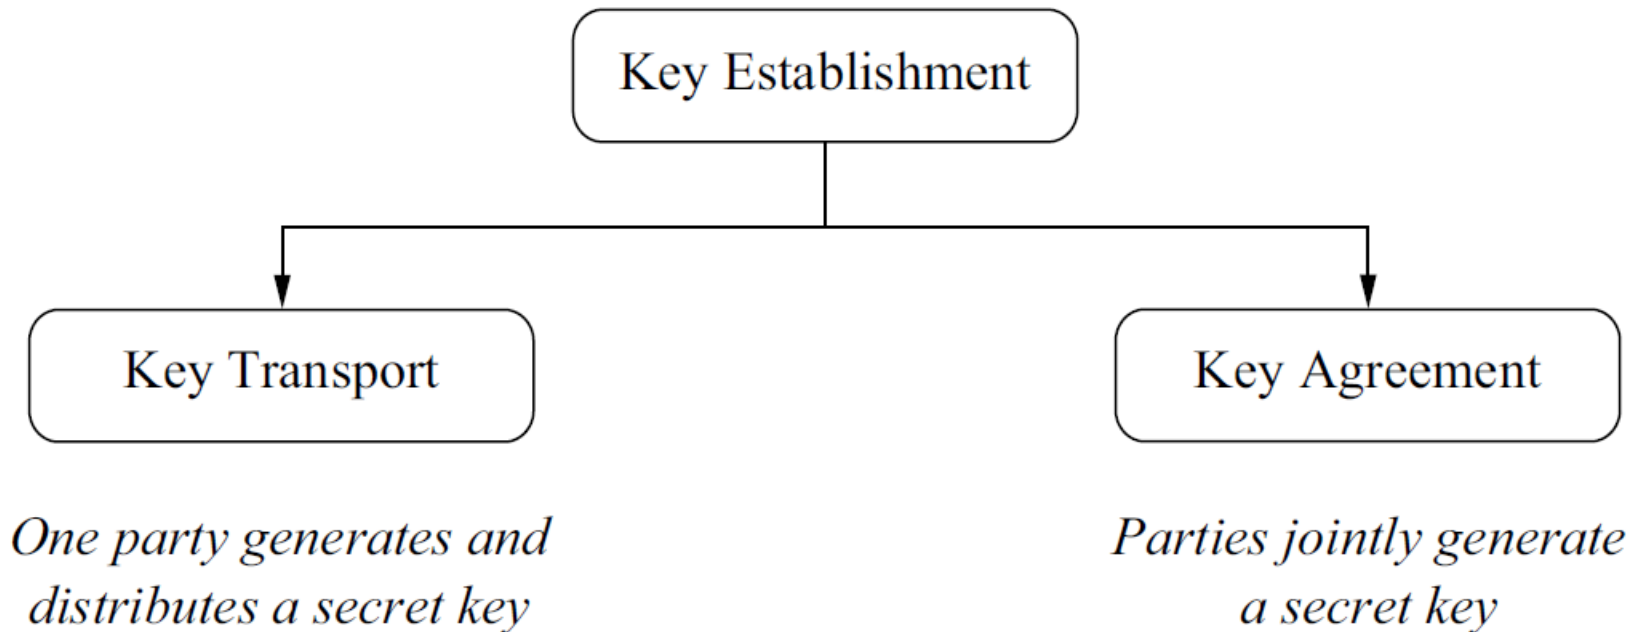 Key Establishment
Key Transport
Key Agreement
One party generates and
distributes a secret key
Parties jointly generate
a secret key